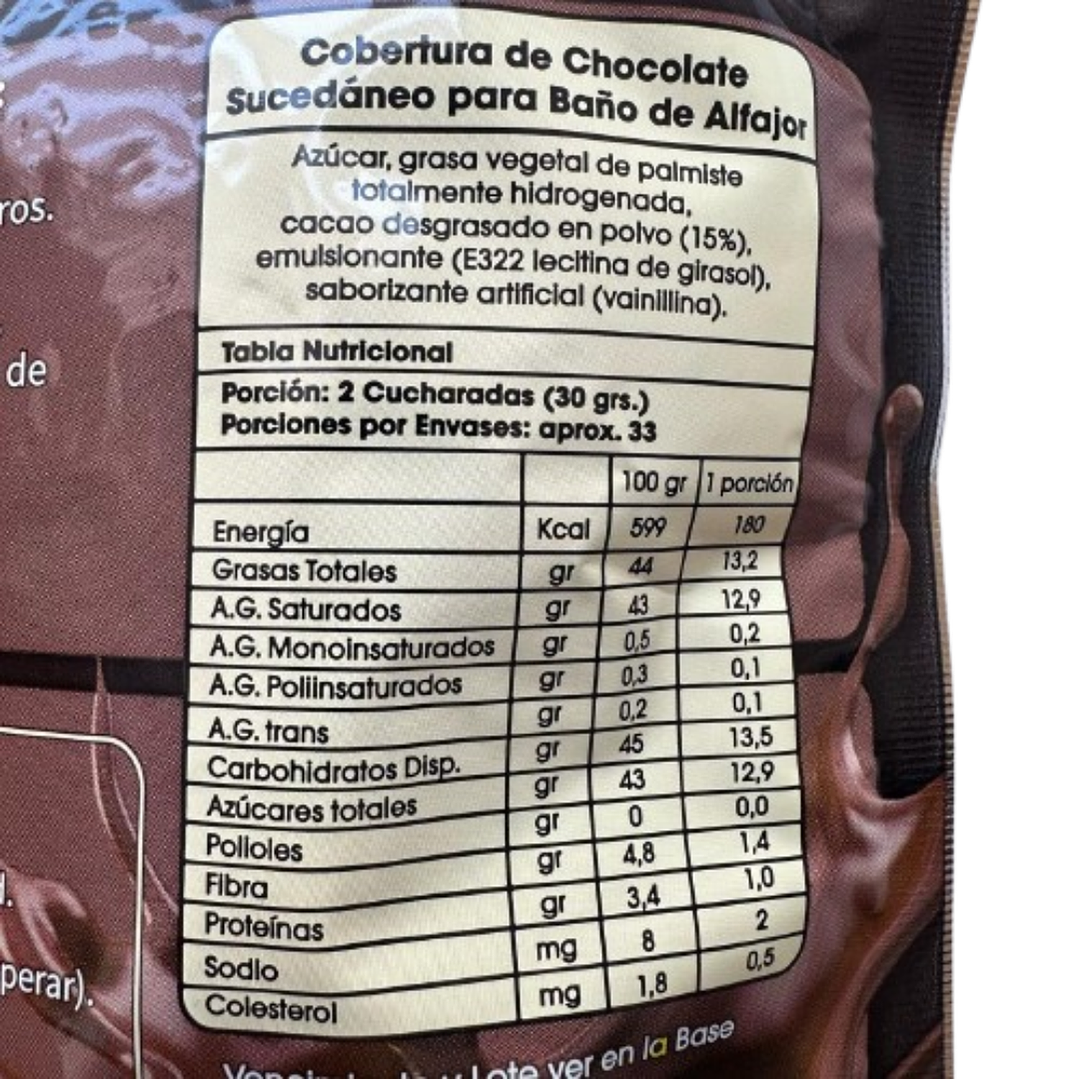 ros.
de
d.
perar).
Cobertura de Chocolate
Sucedáneo para Baño de Alfajor
Azúcar, grasa vegetal de palmiste
totalmente hidrogenada,
cacao desgrasado en polvo (15%),
emulsionante (E322 lecitina de girasol),
saborizante artificial (vainillina).
Tabla Nutricional
Porción: 2 Cucharadas (30 grs.)
Porciones por Envases: aprox. 33
100 gr 1 porción
Energía Kcal 599 180
Grasas Totales gr 44 13,2
A.G. Saturados gr 43 12,9
A.G. Monoinsaturados gr 0,5 0,2
A.G. Poliinsaturados gr 0,3 0,1
A.G. trans gr 0,2 0,1
Carbohidratos Disp. gr 45 13,5
Azúcares totales gr 43 12,9
Polioles gr 0 0,0
Fibra gr 4,8 1,4
Proteínas gr 3,4 1,0
Sodio mg 8 2
Colesterol mg 1,8 0,5
Lote ver en la Base